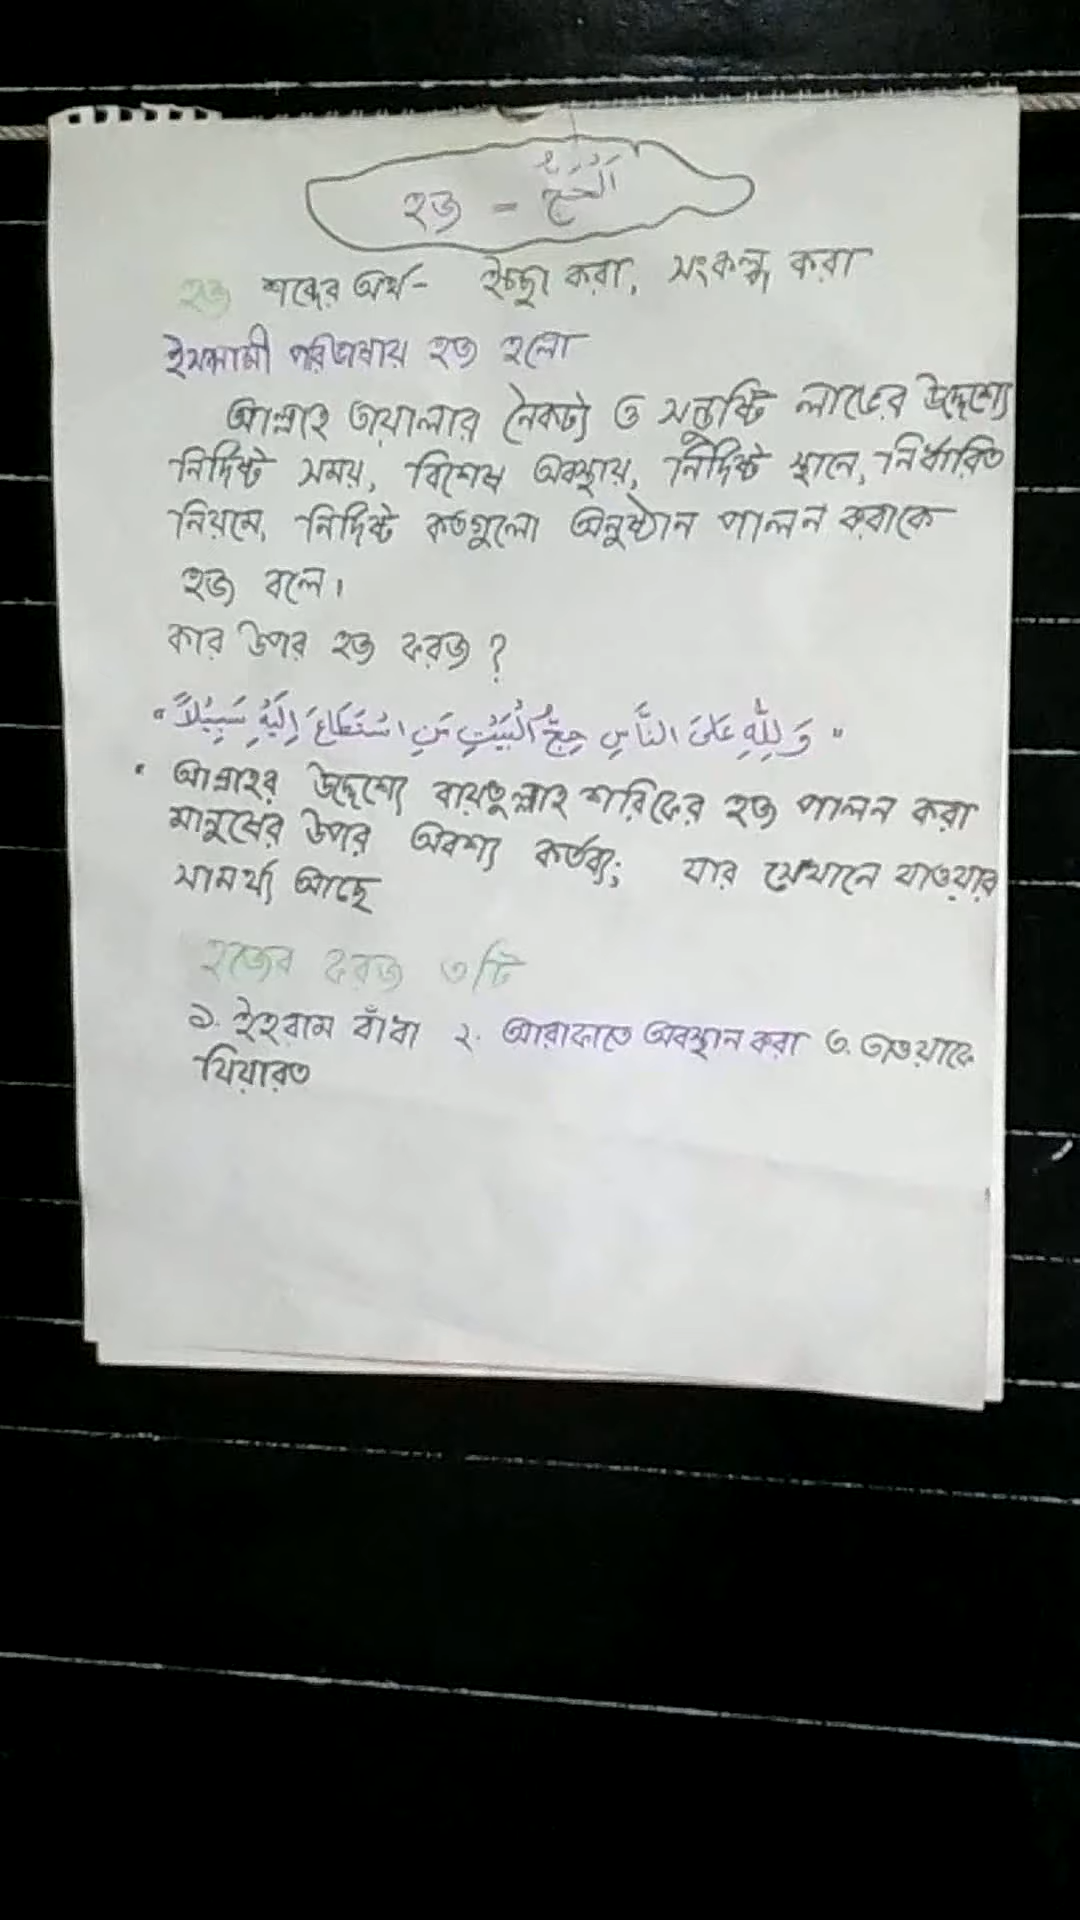 হজ - اَلْحَجُّ
হজ শব্দের অর্থ- ইচ্ছা করা, সংকল্প করা
ইসলামী পরিভাষায় হজ হলো
আল্লাহ তায়ালার নৈকট্য ও সন্তুষ্টি লাভের উদ্দেশ্যে
নির্দিষ্ট সময়, বিশেষ অবস্থায়, নির্দিষ্ট স্থানে, নির্ধারিত
নিয়মে, নির্দিষ্ট কতগুলো অনুষ্ঠান পালন করাকে
হজ বলে।
কার উপর হজ ফরজ?
"وَلِلّٰهِ عَلَى النَّاسِ حِجُّ الْبَيْتِ مَنِ اسْتَطَاعَ اِلَيْهِ سَبِيْلًا"
" আল্লাহর উদ্দেশ্যে বায়তুল্লাহ শরিফের হজ পালন করা
মানুষের উপর অবশ্য কর্তব্য; যার সেখানে যাওয়ার
সামর্থ্য আছে
হজের ফরজ ৩টি
১. ইহরাম বাঁধা ২. আরাফাতে অবস্থান করা ৩. তাওয়াফে
যিয়ারত